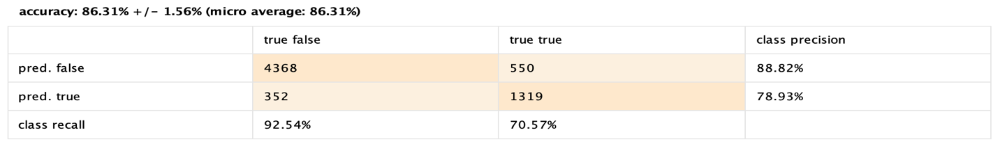 accuracy: 86.31% +/- 1.56% (micro average: 86.31%)
true false true true class precision
pred. false 4368 550 88.82%
pred. true 352 1319 78.93%
class recall 92.54% 70.57%